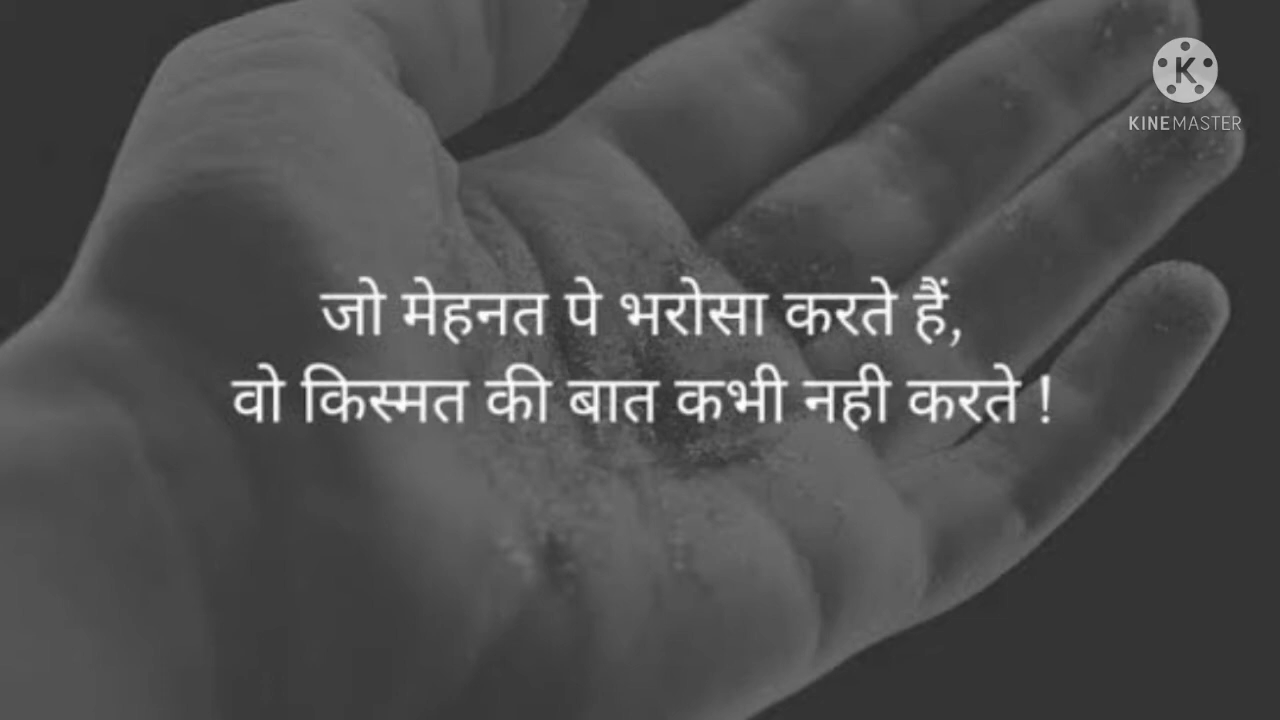 K
KINEMASTER
जो मेहनत पे भरोसा करते हैं,
वो किस्मत की बात कभी नही करते !